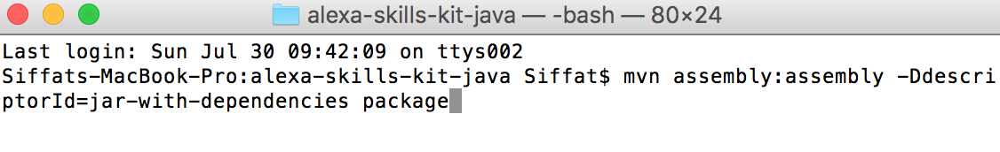 alexa-skills-kit-java — -bash — 80×24
Last login: Sun Jul 30 09:42:09 on ttys002
Siffats-MacBook-Pro:alexa-skills-kit-java Siffat$ mvn assembly:assembly -Ddescri
ptorId=jar-with-dependencies package